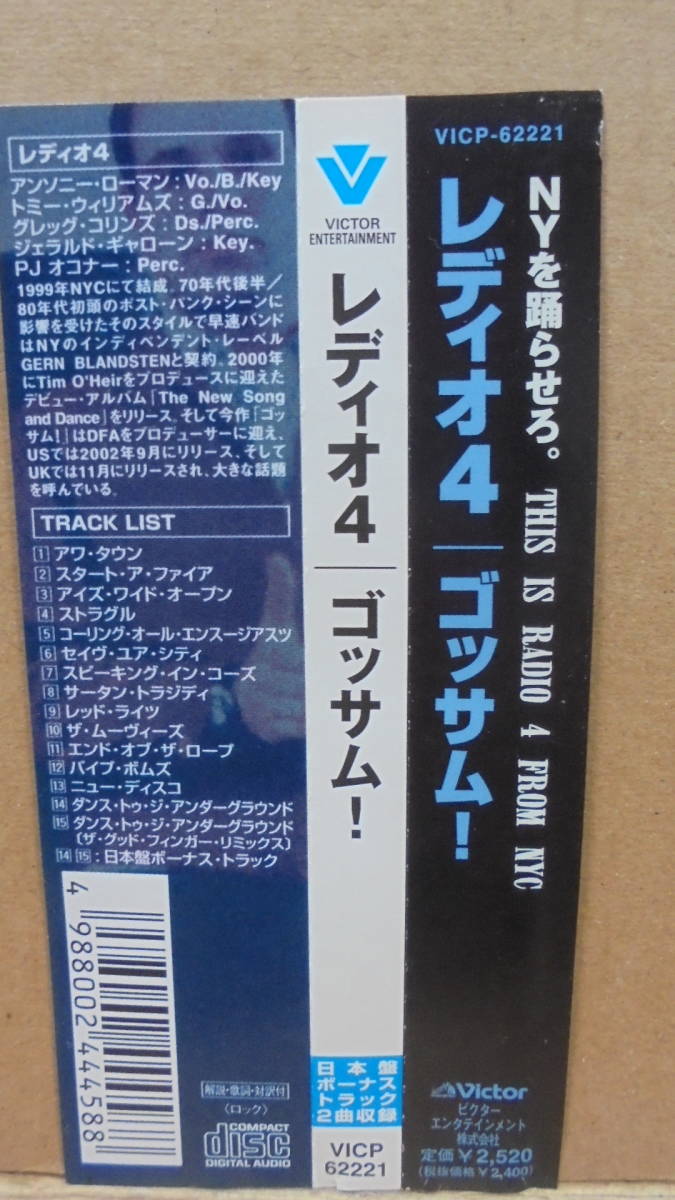 レディオ4
アンソニー・ローマン：Vo./B./Key
トミー・ウィリアムズ：G./Vo.
グレッグ・コリンズ：Ds./Perc.
ジェラルド・ギャローン：Key.
PJ オコナー：Perc.
1999年NYCにて結成。70年代後半/
80年代初頭のポスト・パンク・シーンに
影響を受けたそのスタイルで早速バンド
はNYのインディペンデント・レーベル
GERN BLANDSTENと契約。2000年
にTim O'Heirをプロデュースに迎えた
デビュー・アルバム「The New Song
and Dance」をリリース。そして今作「ゴッ
サム！」はDFAをプロデューサーに迎え、
USでは2002年9月にリリース、そして
UKでは11月にリリースされ、大きな話題
を呼んでいる。
TRACK LIST
1 アワ・タウン
2 スタート・ア・ファイア
3 アイズ・ワイド・オープン
4 ストラグル
5 コーリング・オール・エンスージアスツ
6 セイヴ・ユア・シティ
7 スピーキング・イン・コーズ
8 サータン・トラジディ
9 レッド・ライツ
10 ザ・ムーヴィーズ
11 エンド・オブ・ザ・ロープ
12 パイプ・ボムズ
13 ニュー・ディスコ
14 ダンス・トゥ・ジ・アンダーグラウンド
15 ダンス・トゥ・ジ・アンダーグラウンド
〔ザ・グッド・フィンガー・リミックス〕
14 15：日本盤ボーナス・トラック
4 988002 444588
解説・歌詞・対訳付
〈ロック〉
COMPACT
disc
DIGITAL AUDIO
VICTOR
ENTERTAINMENT
レディオ4 ｜ ゴッサム！
日本盤
ボーナス
トラック
2曲収録
VICP
62221
VICP-62221
NYを踊らせろ。 THIS IS RADIO 4 FROM NYC
レディオ4 ｜ ゴッサム！
Victor
ビクター
エンタテインメント
株式会社
定価￥2,520
(税抜価格￥2,400)